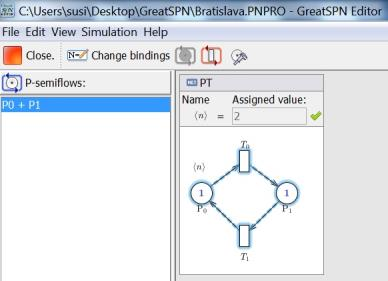 C:\Users\susi\Desktop\GreatSPN\Bratislava.PNPRO - GreatSPN Editor
File Edit View Simulation Help
Close. N= Change bindings
P-semiflows:
P0 + P1
PT
Name Assigned value:
⟨n⟩ = 2
T₀
⟨n⟩
1 1
P₀ P₁
T₁